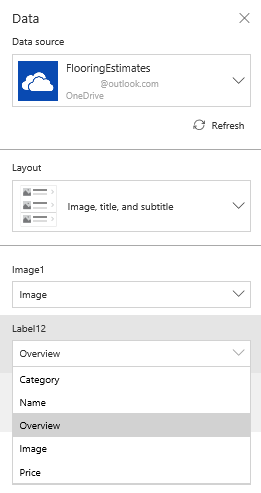 Data
Data source
FlooringEstimates
@outlook.com
OneDrive
Refresh
Layout
Image, title, and subtitle
Image1
Image
Label12
Overview
Category
Name
Overview
Image
Price